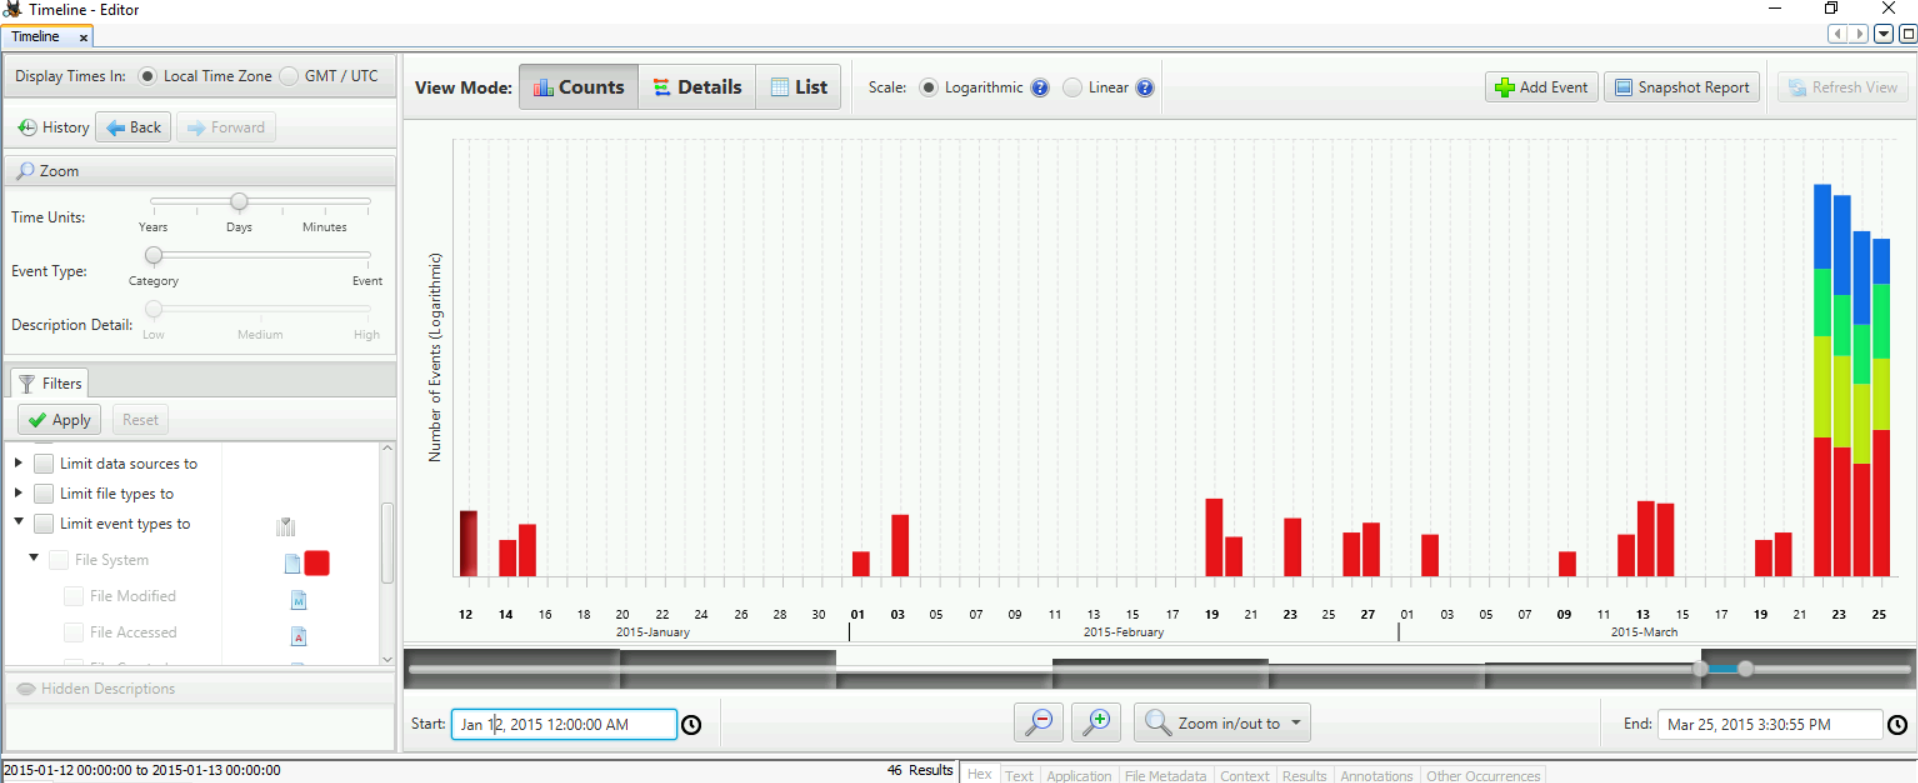 Timeline - Editor
Timeline x
Display Times In: Local Time Zone GMT / UTC
History Back Forward
Zoom
Time Units:
Years Days Minutes
Event Type:
Category Event
Description Detail:
Low Medium High
Filters
Apply Reset
Limit data sources to
Limit file types to
Limit event types to
File System
File Modified
M
File Accessed
A
Hidden Descriptions
View Mode: Counts Details List Scale: Logarithmic ? Linear ? Add Event Snapshot Report Refresh View
Number of Events (Logarithmic)
12 14 16 18 20 22 24 26 28 30 01 03 05 07 09 11 13 15 17 19 21 23 25 27 01 03 05 07 09 11 13 15 17 19 21 23 25
2015-January 2015-February 2015-March
Start: Jan 12, 2015 12:00:00 AM Zoom in/out to End: Mar 25, 2015 3:30:55 PM
2015-01-12 00:00:00 to 2015-01-13 00:00:00 46 Results Hex Text Application File Metadata Context Results Annotations Other Occurrences